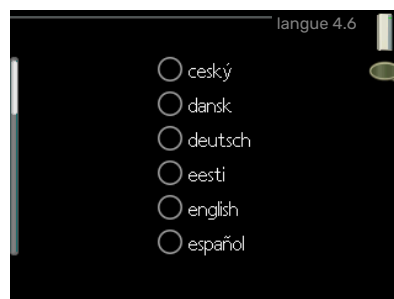 langue 4.6
ceský
dansk
deutsch
eesti
english
español